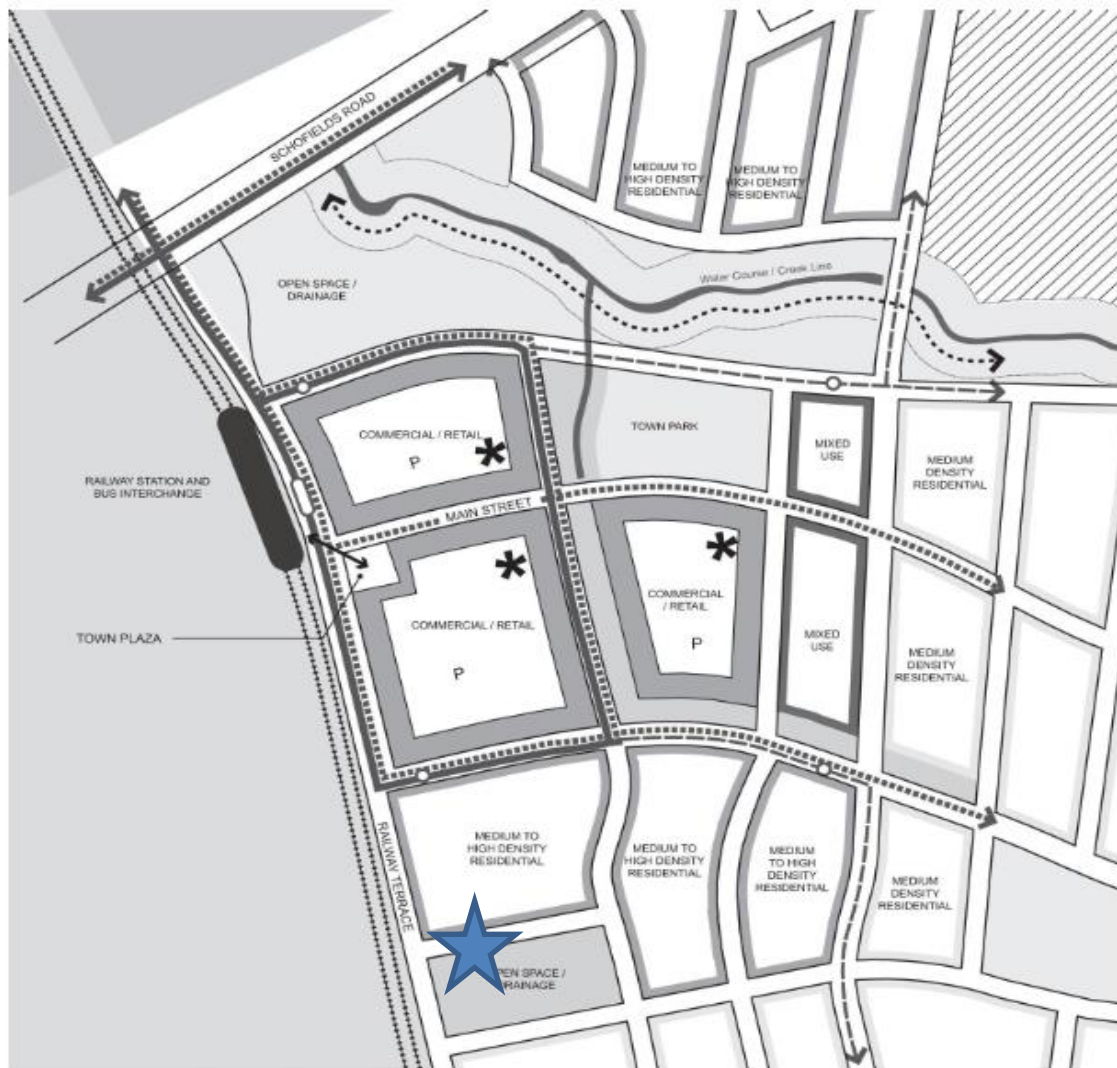 SCHOFIELDS ROAD
MEDIUM TO
HIGH DENSITY
RESIDENTIAL
MEDIUM TO
HIGH DENSITY
RESIDENTIAL
Water Course / Creek Line
OPEN SPACE /
DRAINAGE
COMMERCIAL / RETAIL
P
TOWN PARK
MIXED
USE
MEDIUM
DENSITY
RESIDENTIAL
RAILWAY STATION AND
BUS INTERCHANGE
MAIN STREET
COMMERCIAL
/ RETAIL
P
COMMERCIAL / RETAIL
P
TOWN PLAZA
MIXED
USE
MEDIUM
DENSITY
RESIDENTIAL
RAILWAY TERRACE
MEDIUM TO
HIGH DENSITY
RESIDENTIAL
MEDIUM TO
HIGH DENSITY
RESIDENTIAL
MEDIUM
TO HIGH
DENSITY
RESIDENTIAL
MEDIUM
DENSITY
RESIDENTIAL
SPACE /